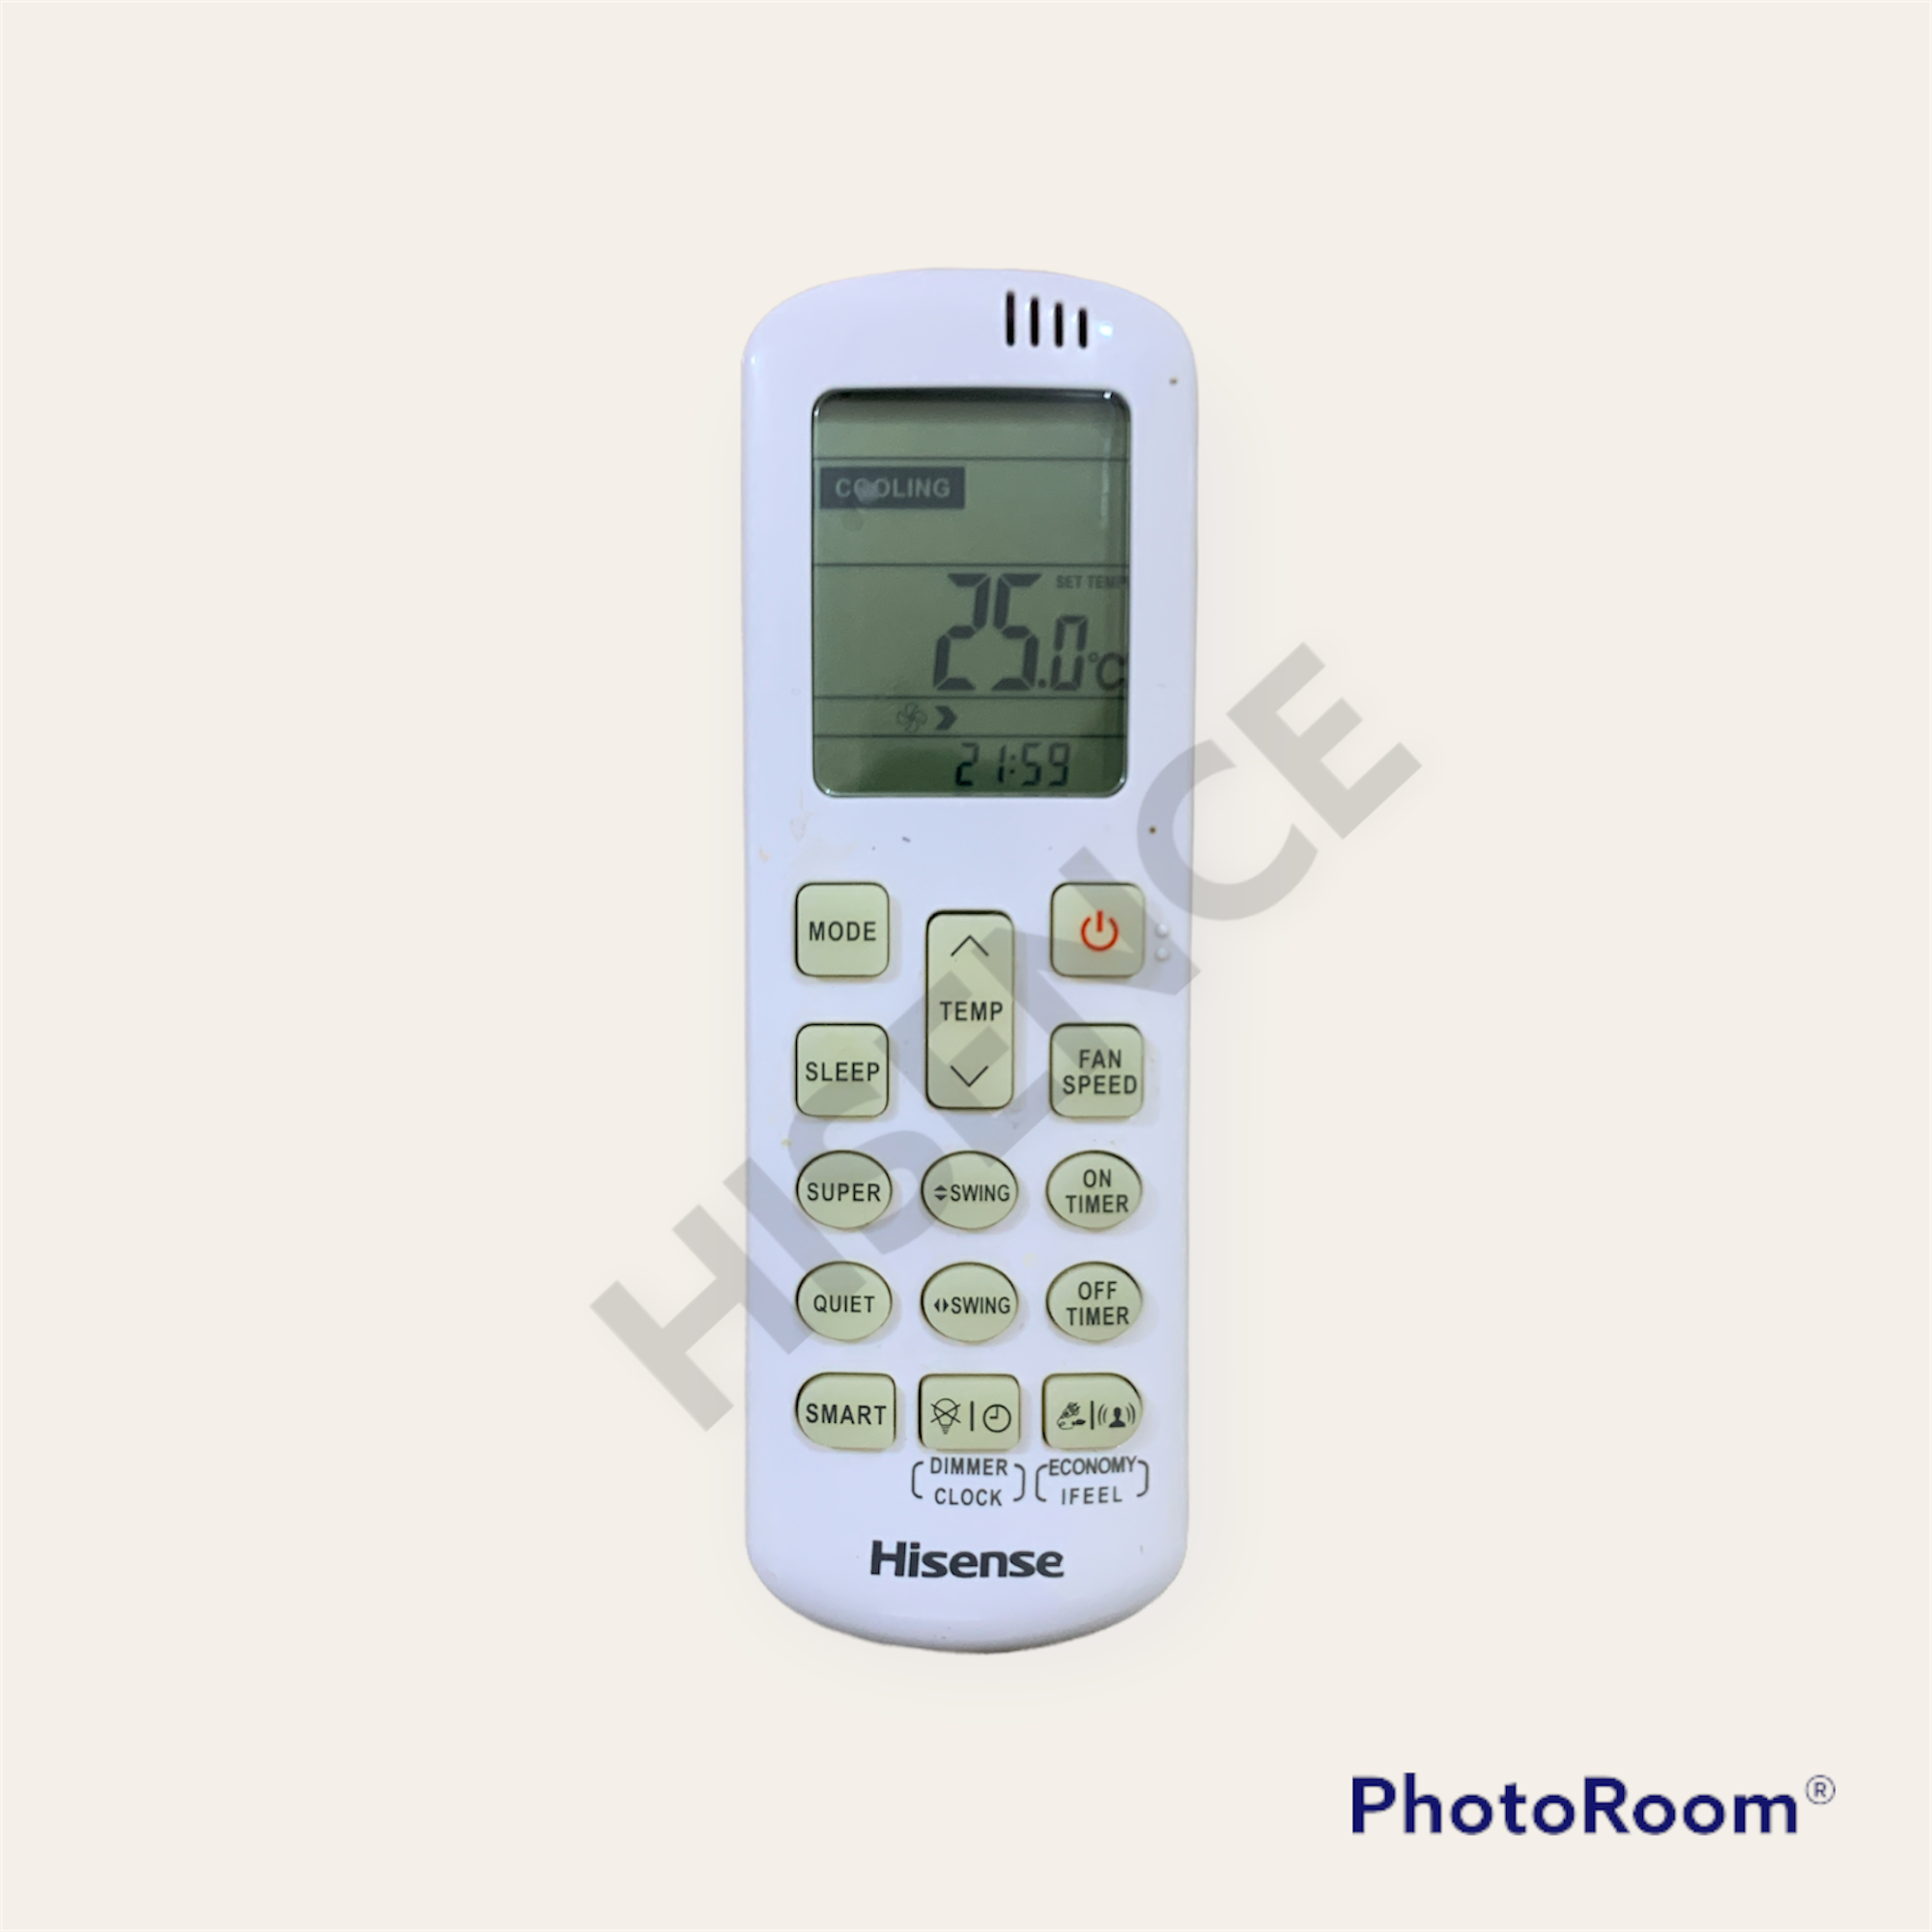 COOLING
SET TEMP
25.0°C
21:59
MODE
TEMP
SLEEP
FAN
SPEED
SUPER
SWING
ON
TIMER
QUIET
SWING
OFF
TIMER
SMART
DIMMER
CLOCK
ECONOMY
IFEEL
Hisense
HISENCE
PhotoRoom®